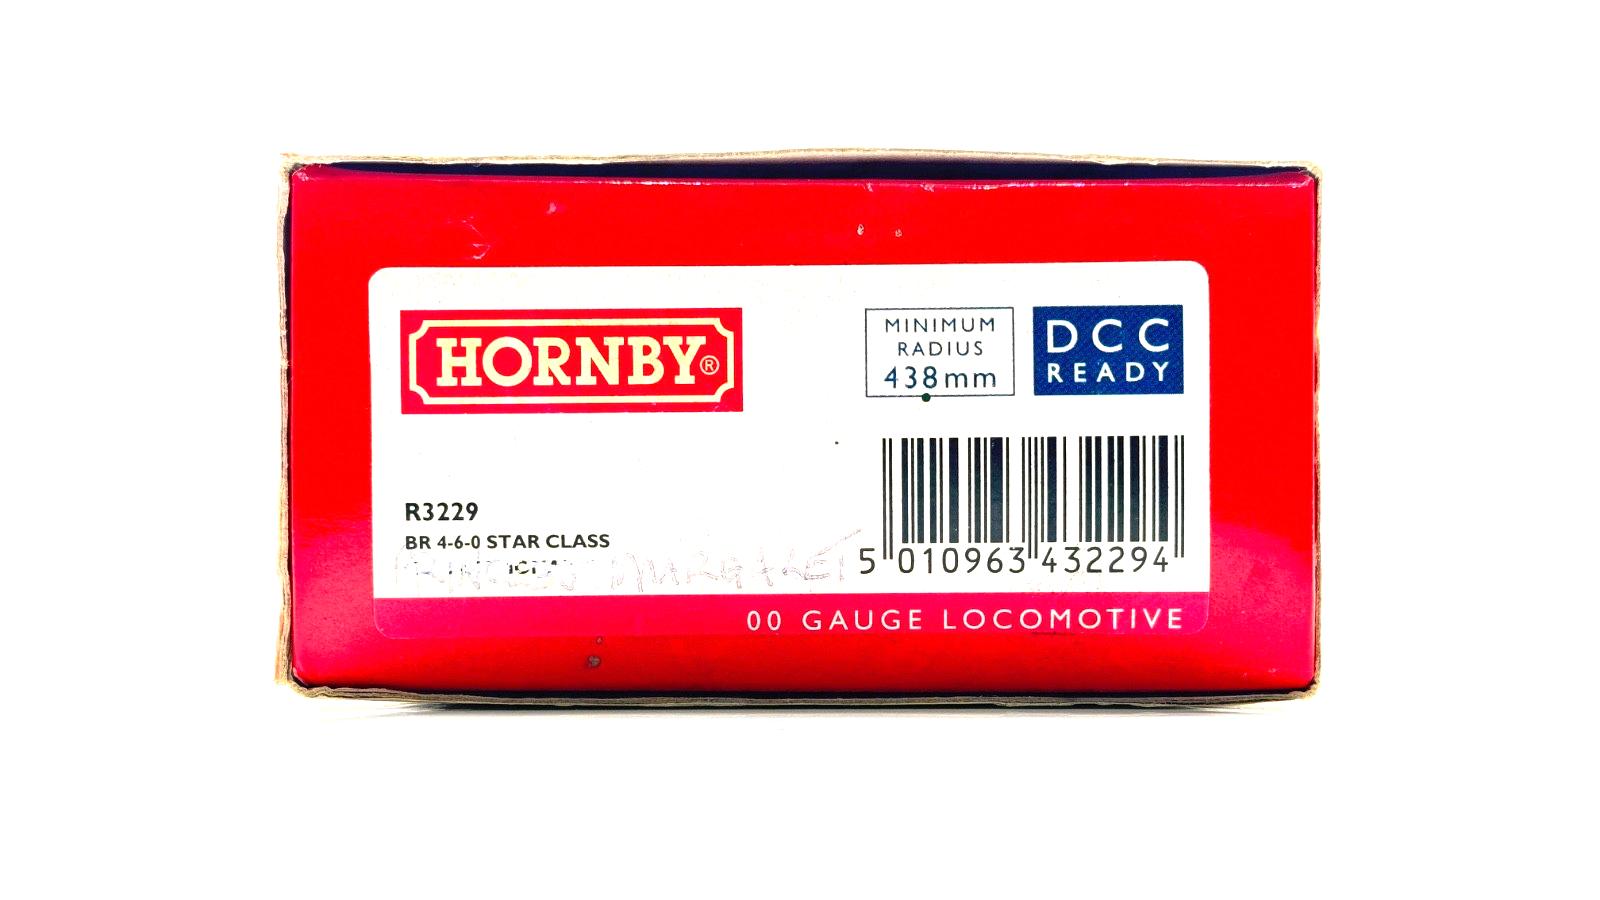 HORNBY®
MINIMUM
RADIUS
438mm
DCC
READY
R3229
BR 4-6-0 STAR CLASS
5 010963 432294
00 GAUGE LOCOMOTIVE